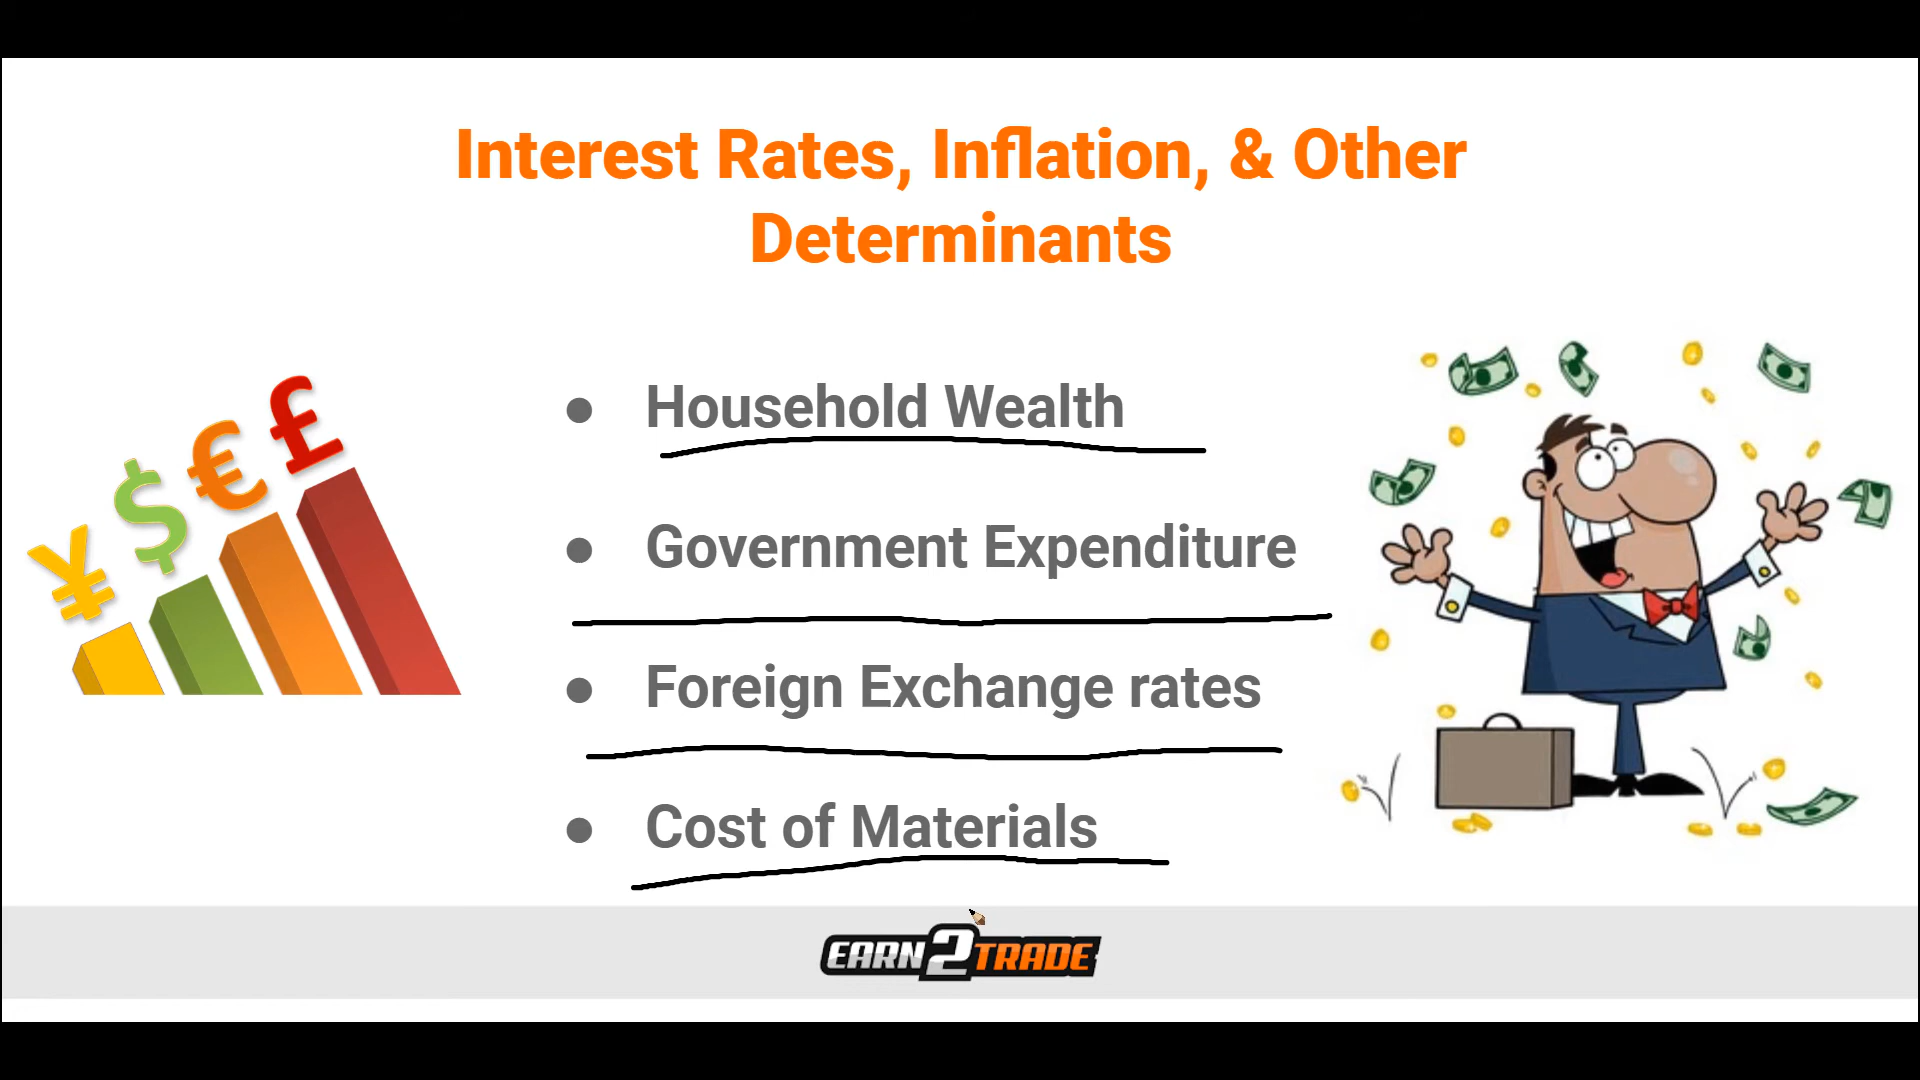 Interest Rates, Inflation, & Other
Determinants
¥ $ € £
● Household Wealth
● Government Expenditure
● Foreign Exchange rates
● Cost of Materials
EARN2TRADE